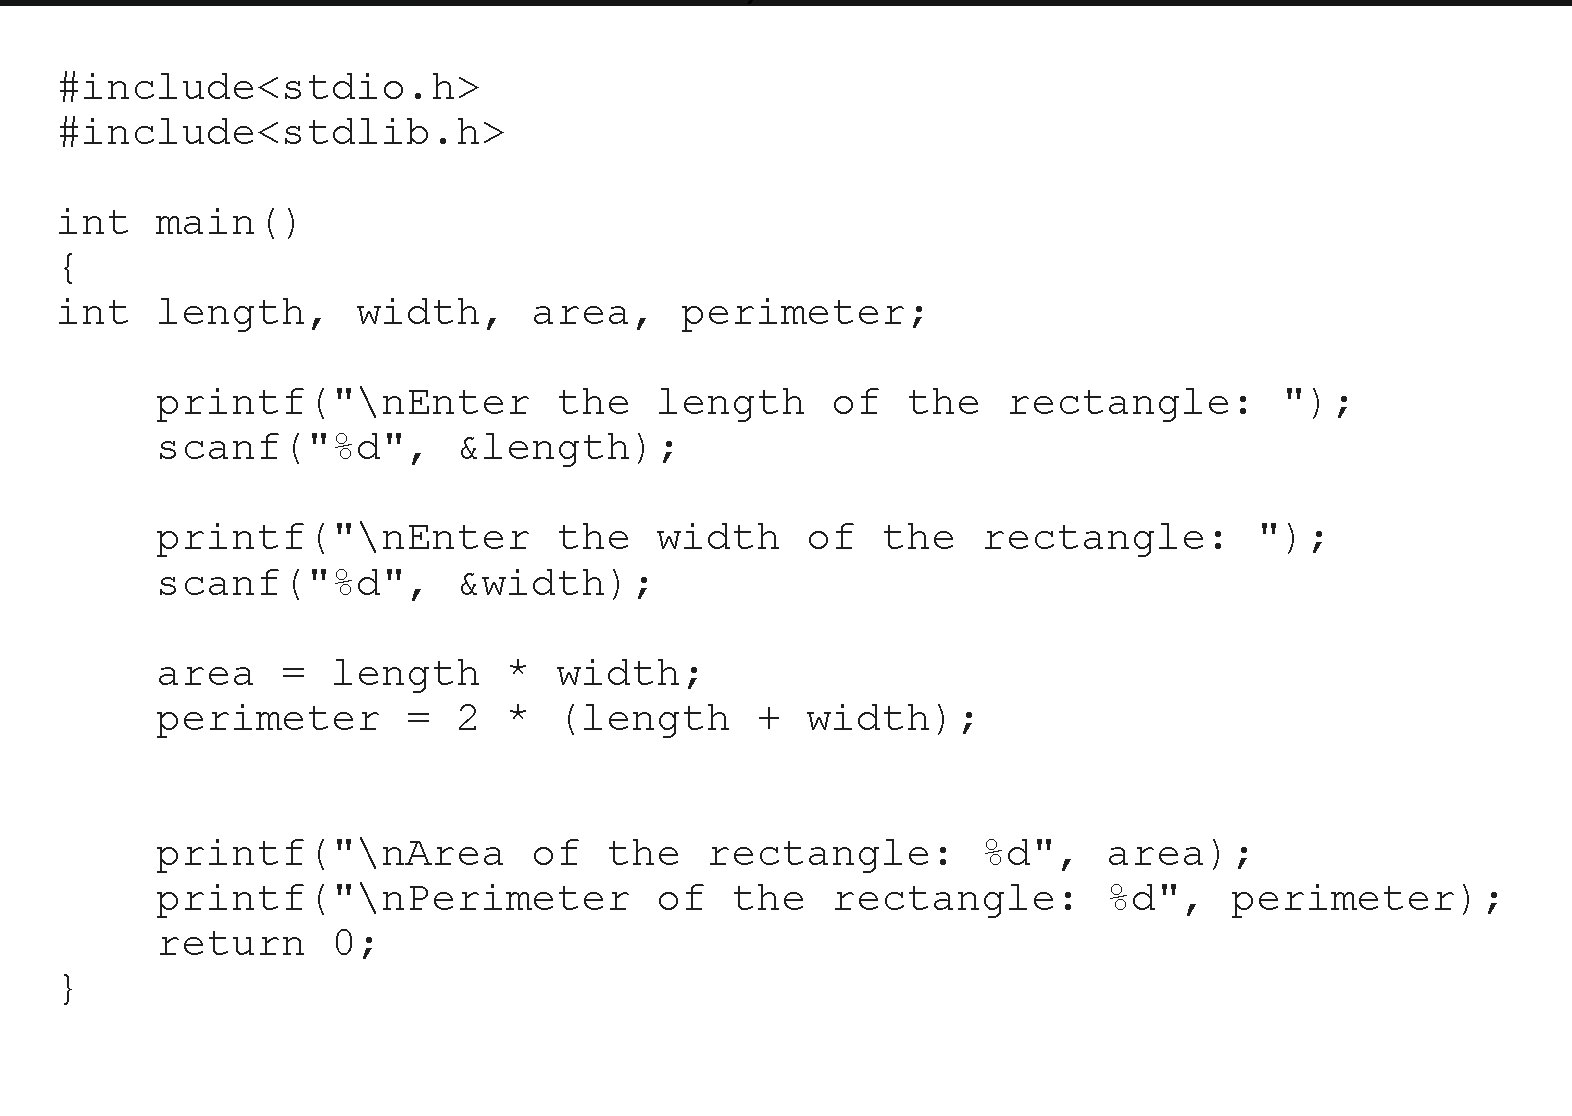 #include<stdio.h>
#include<stdlib.h>
int main()
{
int length, width, area, perimeter;
printf("\nEnter the length of the rectangle: ");
scanf("%d", &length);
printf("\nEnter the width of the rectangle: ");
scanf("%d", &width);
area = length * width;
perimeter = 2 * (length + width);
printf("\nArea of the rectangle: %d", area);
printf("\nPerimeter of the rectangle: %d", perimeter);
return 0;
}